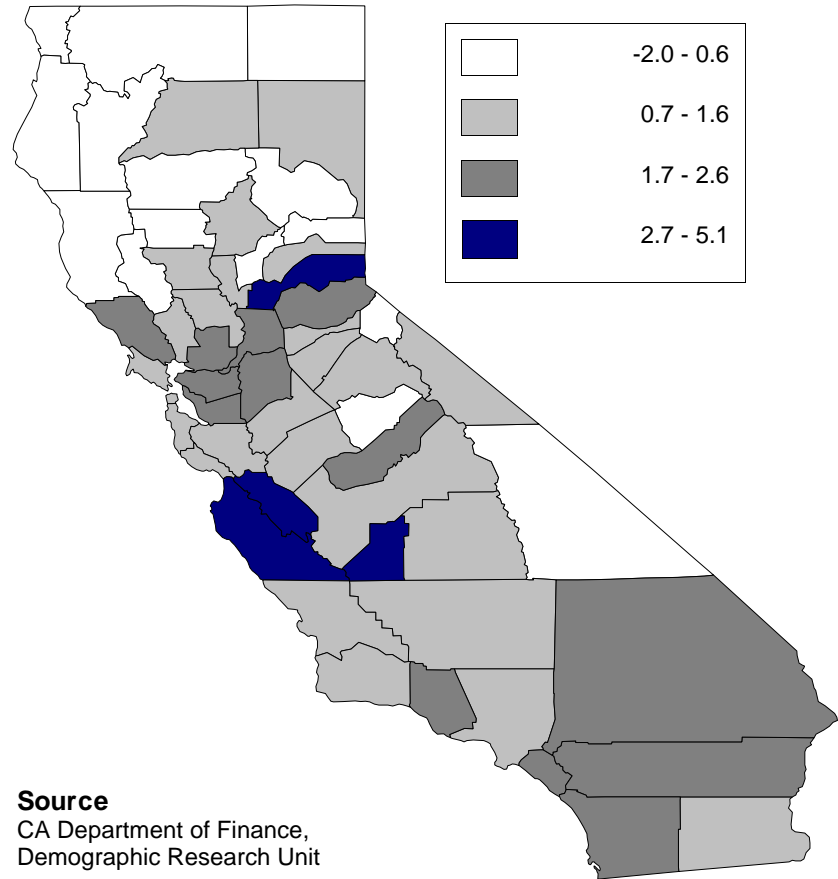 -2.0 - 0.6
0.7 - 1.6
1.7 - 2.6
2.7 - 5.1
Source
CA Department of Finance,
Demographic Research Unit